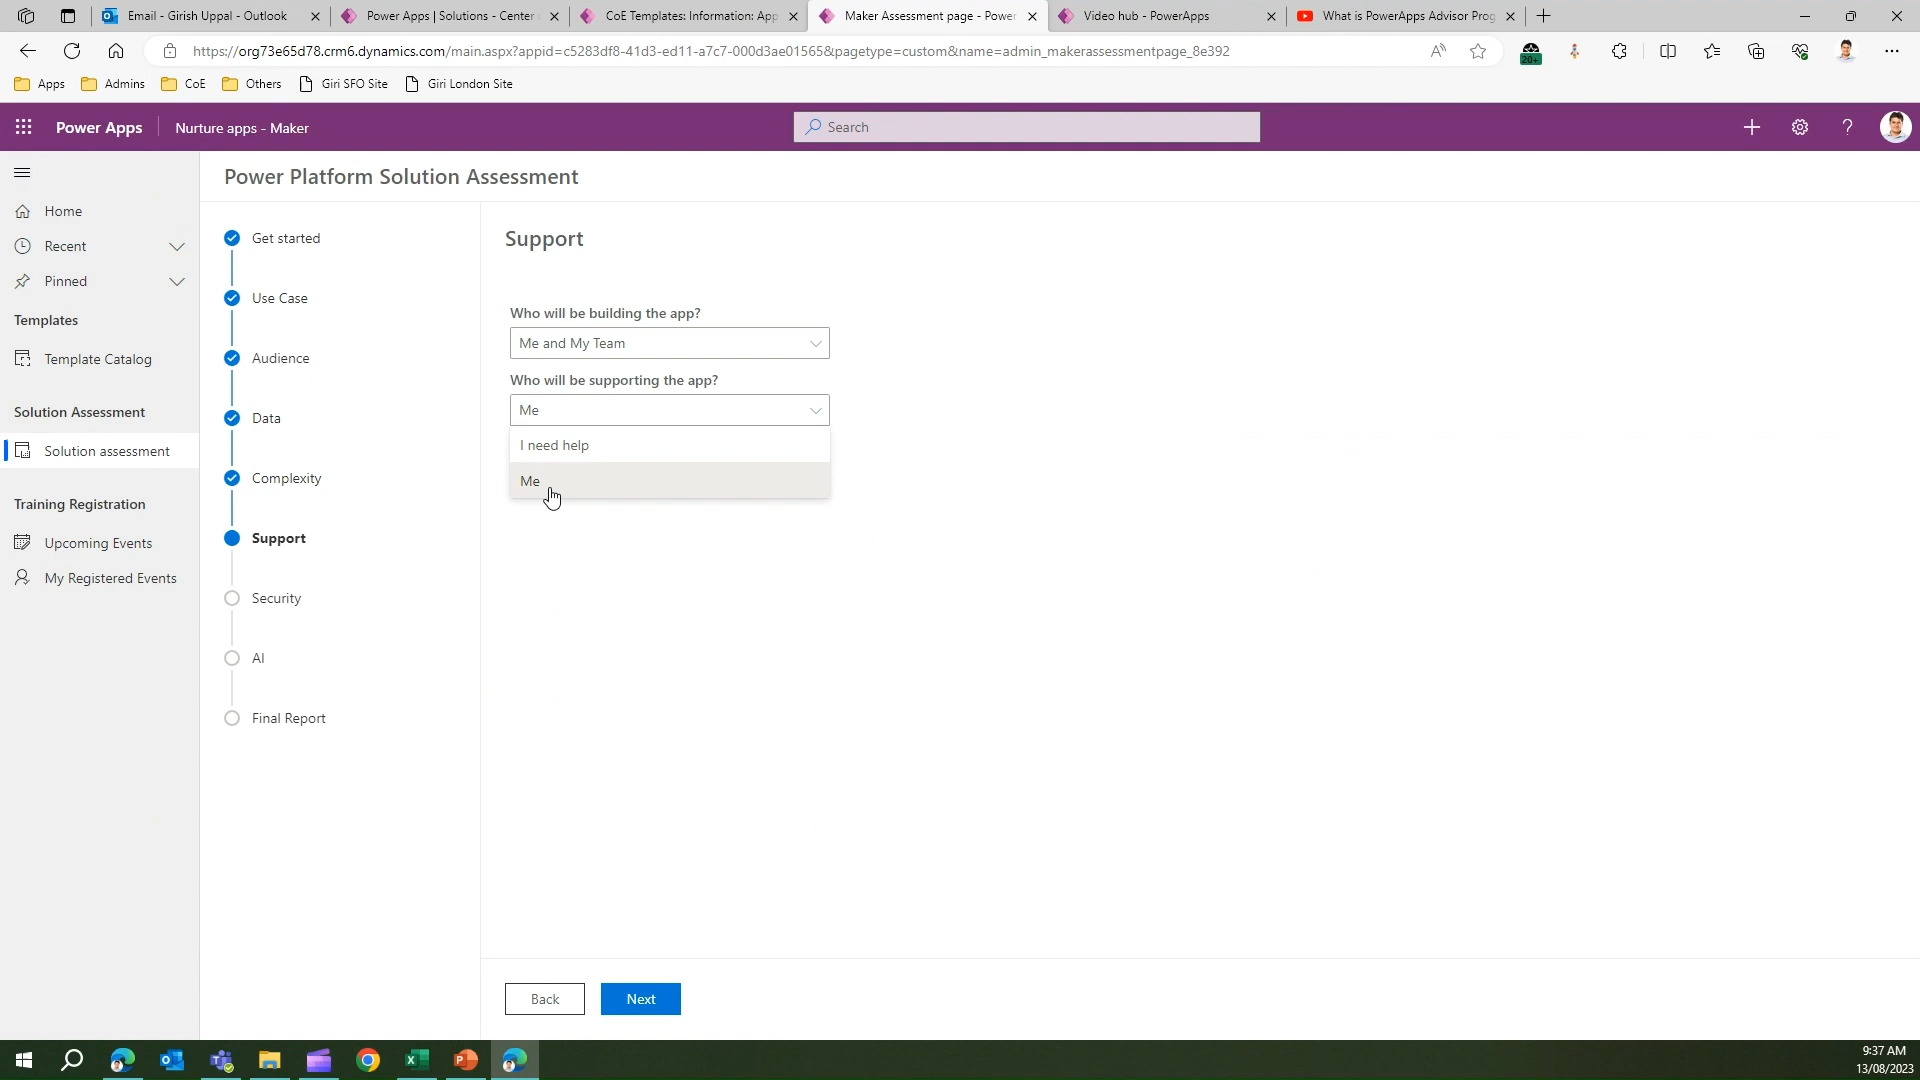 Email - Girish Uppal - Outlook
Power Apps | Solutions - Center
CoE Templates: Information: App
Maker Assessment page - Power
Video hub - PowerApps
What is PowerApps Advisor Prog
https://org73e65d78.crm6.dynamics.com/main.aspx?appid=c5283df8-41d3-ed11-a7c7-000d3ae01565&pagetype=custom&name=admin_makerassessmentpage_8e392
20+
Apps
Admins
CoE
Others
Giri SFO Site
Giri London Site
Power Apps
Nurture apps - Maker
Search
Home
Recent
Pinned
Templates
Template Catalog
Solution Assessment
Solution assessment
Training Registration
Upcoming Events
My Registered Events
Power Platform Solution Assessment
Get started
Use Case
Audience
Data
Complexity
Support
Security
AI
Final Report
Support
Who will be building the app?
Me and My Team
Who will be supporting the app?
Me
I need help
Me
Back
Next
9:37 AM
13/08/2023